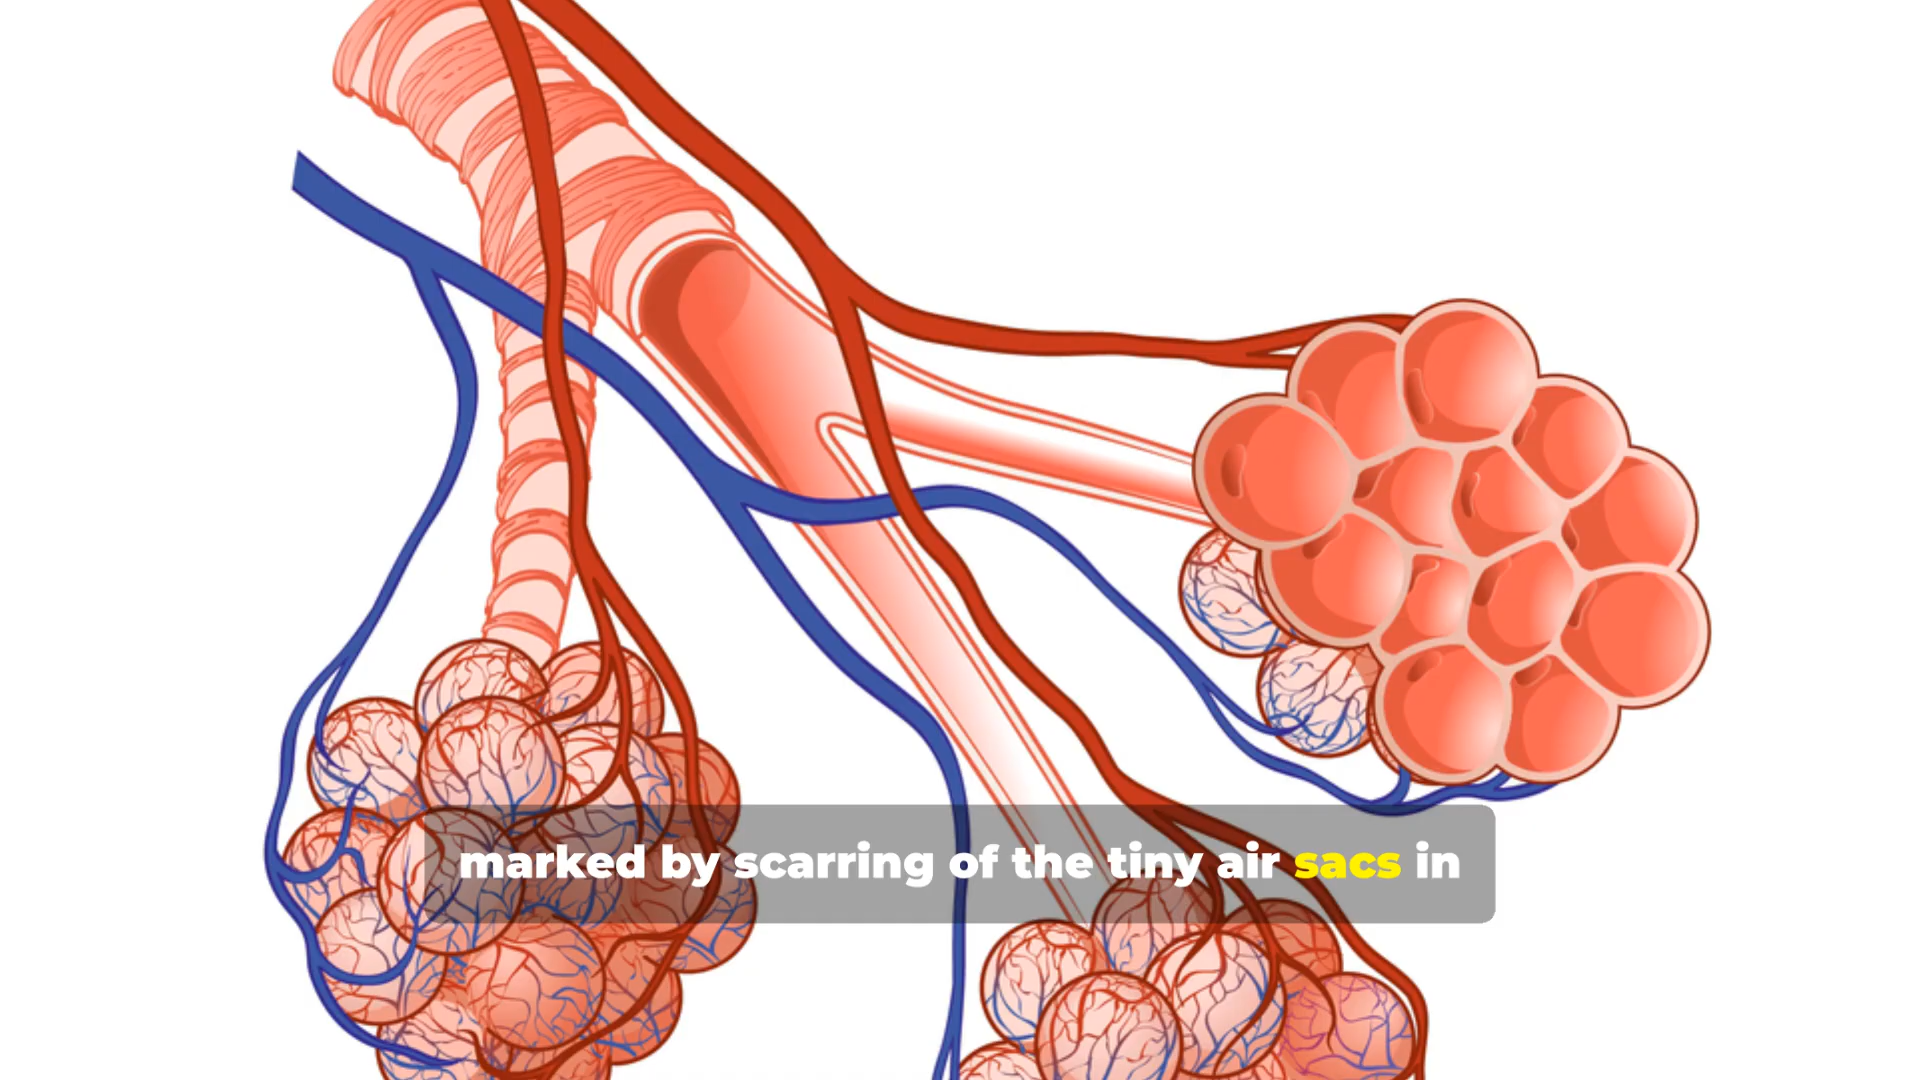 marked by scarring of the tiny air sacs in